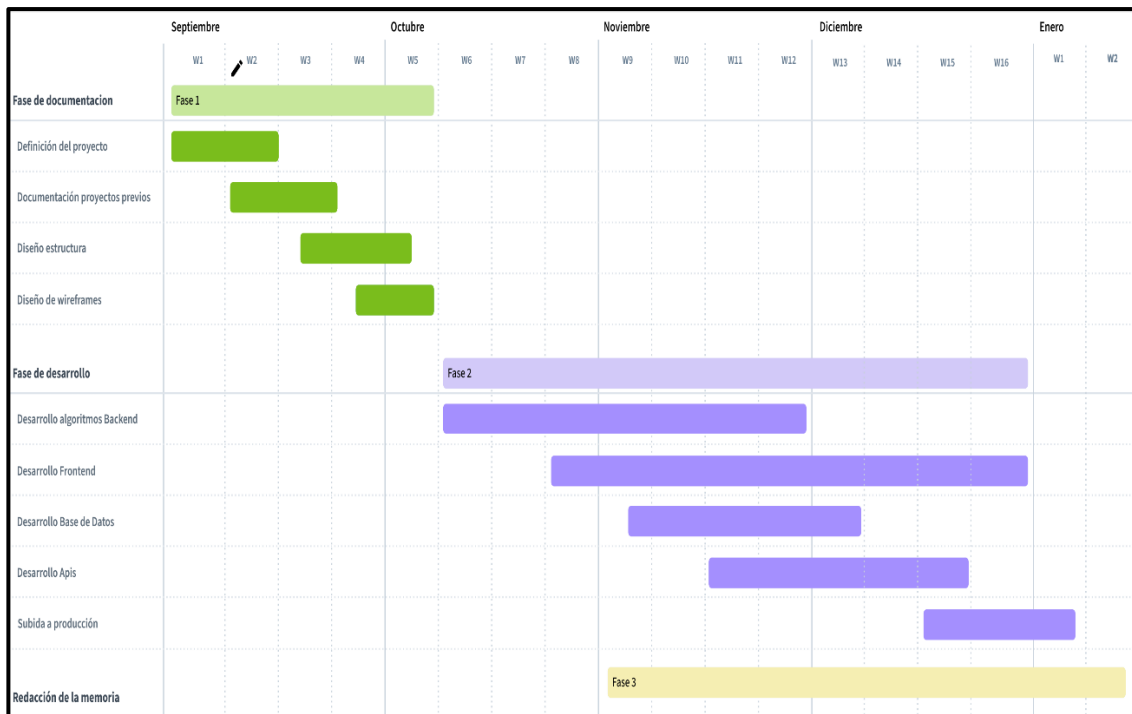 Septiembre Octubre Noviembre Diciembre Enero
W1 W2 W3 W4 W5 W6 W7 W8 W9 W10 W11 W12 W13 W14 W15 W16 W1 W2
Fase de documentacion Fase 1
Definición del proyecto
Documentación proyectos previos
Diseño estructura
Diseño de wireframes
Fase de desarrollo Fase 2
Desarrollo algoritmos Backend
Desarrollo Frontend
Desarrollo Base de Datos
Desarrollo Apis
Subida a producción
Redacción de la memoria Fase 3